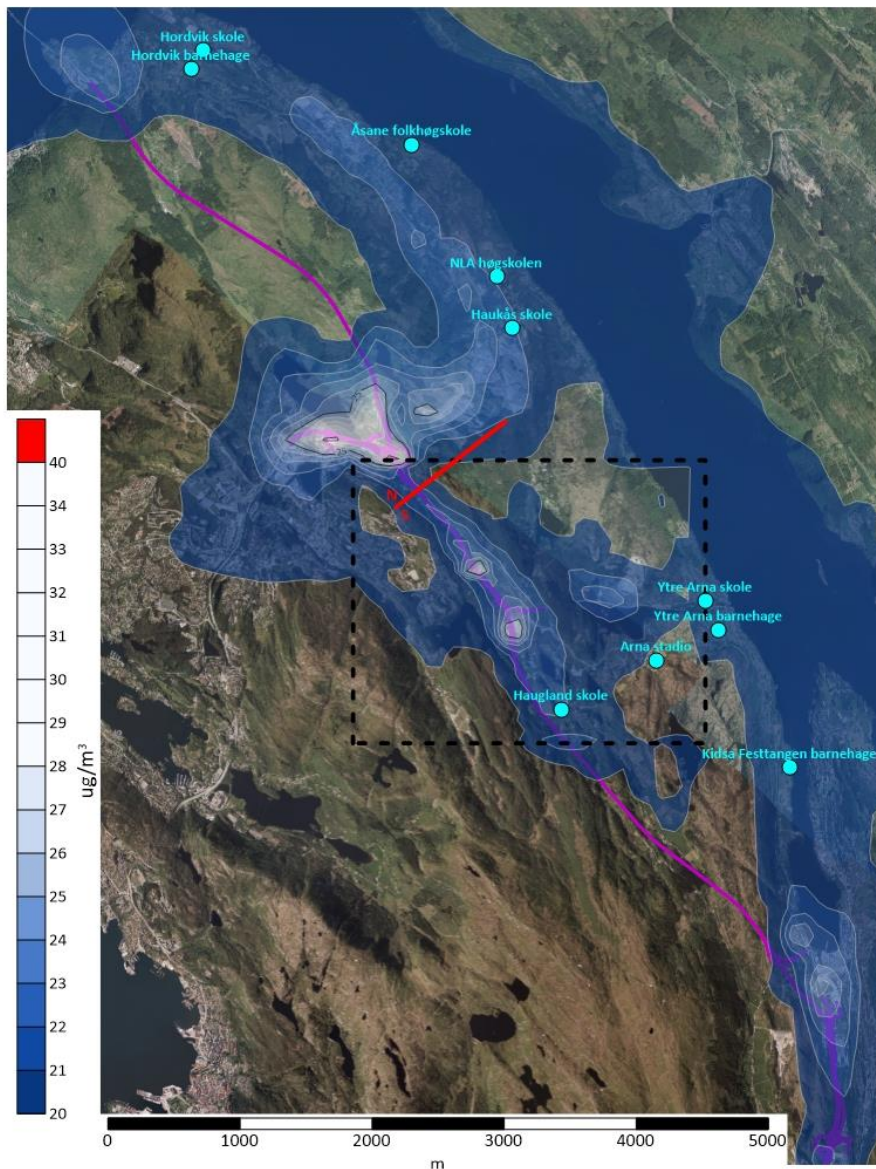 Hordvik skole
Hordvik barnehage
Åsane folkhøgskole
NLA høgskolen
Haukås skole
N
S
Ytre Arna skole
Ytre Arna barnehage
Arna stadio
Haugland skole
Kidsa Festtangen barnehage
40
34
33
32
31
30
29
28
27
26
25
24
23
22
21
20
ug/m³
0 1000 2000 3000 4000 5000
m